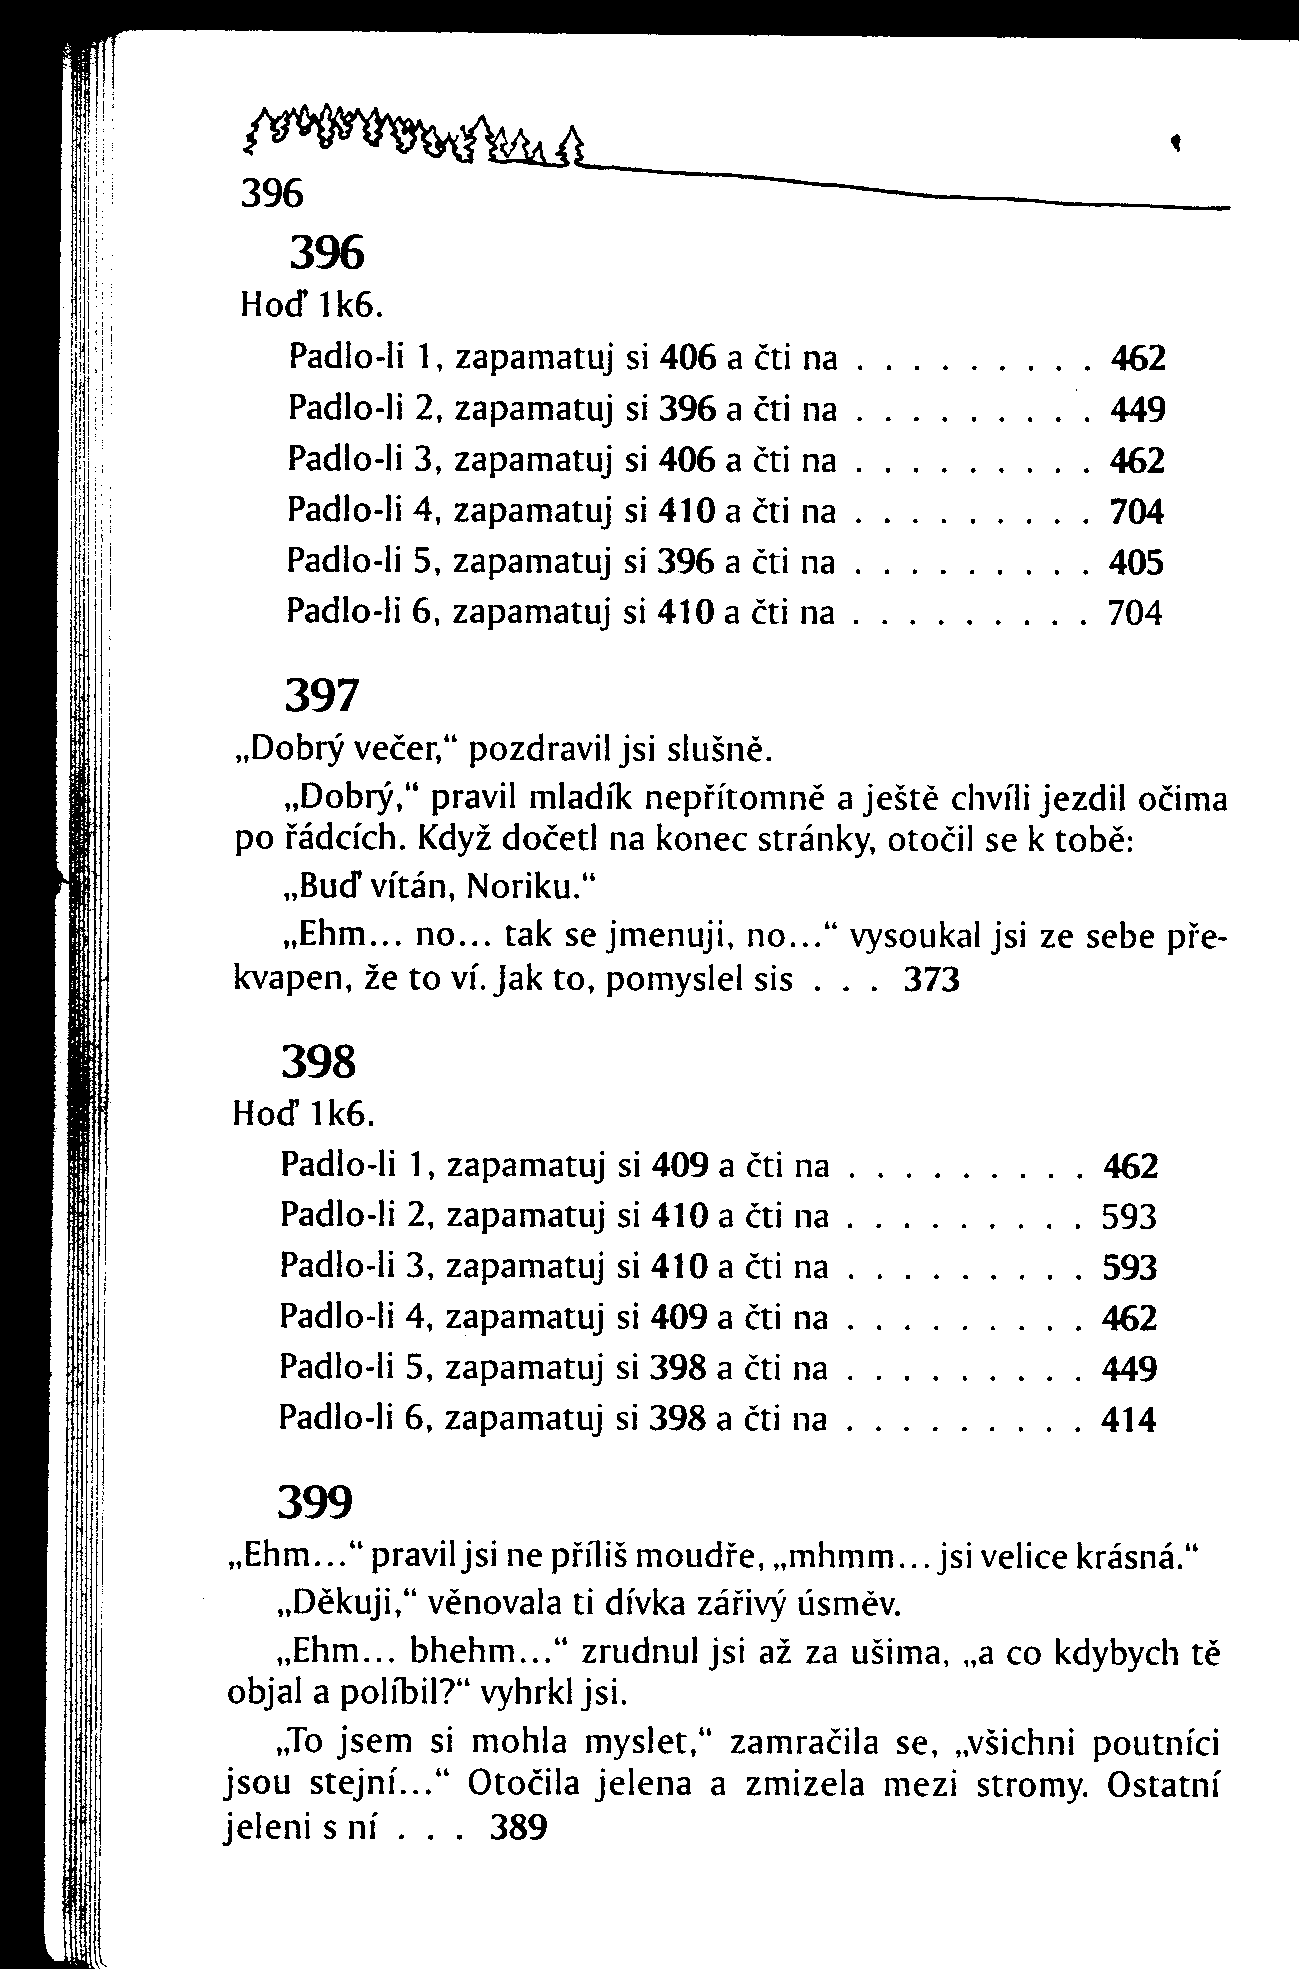 396
396
Hoď 1k6.
Padlo-li 1, zapamatuj si 406 a čti na . . . . . . . . . 462
Padlo-li 2, zapamatuj si 396 a čti na . . . . . . . . . 449
Padlo-li 3, zapamatuj si 406 a čti na . . . . . . . . . 462
Padlo-li 4, zapamatuj si 410 a čti na . . . . . . . . . 704
Padlo-li 5, zapamatuj si 396 a čti na . . . . . . . . . 405
Padlo-li 6, zapamatuj si 410 a čti na . . . . . . . . . 704
397
„Dobrý večer,“ pozdravil jsi slušně.
„Dobrý,“ pravil mladík nepřítomně a ještě chvíli jezdil očima
po řádcích. Když dočetl na konec stránky, otočil se k tobě:
„Buď vítán, Noriku.“
„Ehm... no... tak se jmenuji, no...“ vysoukal jsi ze sebe pře-
kvapen, že to ví. Jak to, pomyslel sis . . . 373
398
Hoď 1k6.
Padlo-li 1, zapamatuj si 409 a čti na . . . . . . . . . 462
Padlo-li 2, zapamatuj si 410 a čti na . . . . . . . . . 593
Padlo-li 3, zapamatuj si 410 a čti na . . . . . . . . . 593
Padlo-li 4, zapamatuj si 409 a čti na . . . . . . . . . 462
Padlo-li 5, zapamatuj si 398 a čti na . . . . . . . . . 449
Padlo-li 6, zapamatuj si 398 a čti na . . . . . . . . . 414
399
„Ehm...“ pravil jsi ne příliš moudře, „mhmm... jsi velice krásná.“
„Děkuji,“ věnovala ti dívka zářivý úsměv.
„Ehm... bhehm...“ zrudnul jsi až za ušima, „a co kdybych tě
objal a políbil?“ vyhrkl jsi.
„To jsem si mohla myslet,“ zamračila se, „všichni poutníci
jsou stejní...“ Otočila jelena a zmizela mezi stromy. Ostatní
jeleni s ní . . . 389